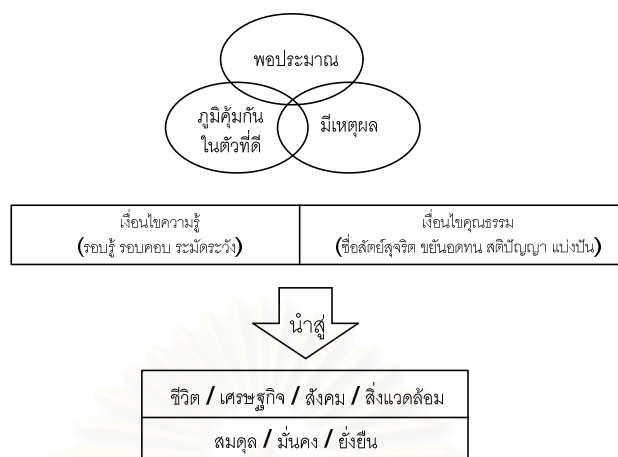 พอประมาณ
ภูมิคุ้มกัน
ในตัวที่ดี
มีเหตุผล
เงื่อนไขความรู้
(รอบรู้ รอบคอบ ระมัดระวัง)
เงื่อนไขคุณธรรม
(ซื่อสัตย์สุจริต ขยันอดทน สติปัญญา แบ่งปัน)
นำสู่
ชีวิต / เศรษฐกิจ / สังคม / สิ่งแวดล้อม
สมดุล / มั่นคง / ยั่งยืน